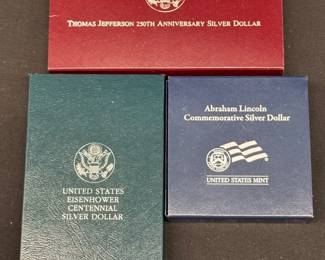 THOMAS JEFFERSON 250TH ANNIVERSARY SILVER DOLLAR
UNITED STATES
EISENHOWER
CENTENNIAL
SILVER DOLLAR
Abraham Lincoln
Commemorative Silver Dollar
UNITED STATES MINT